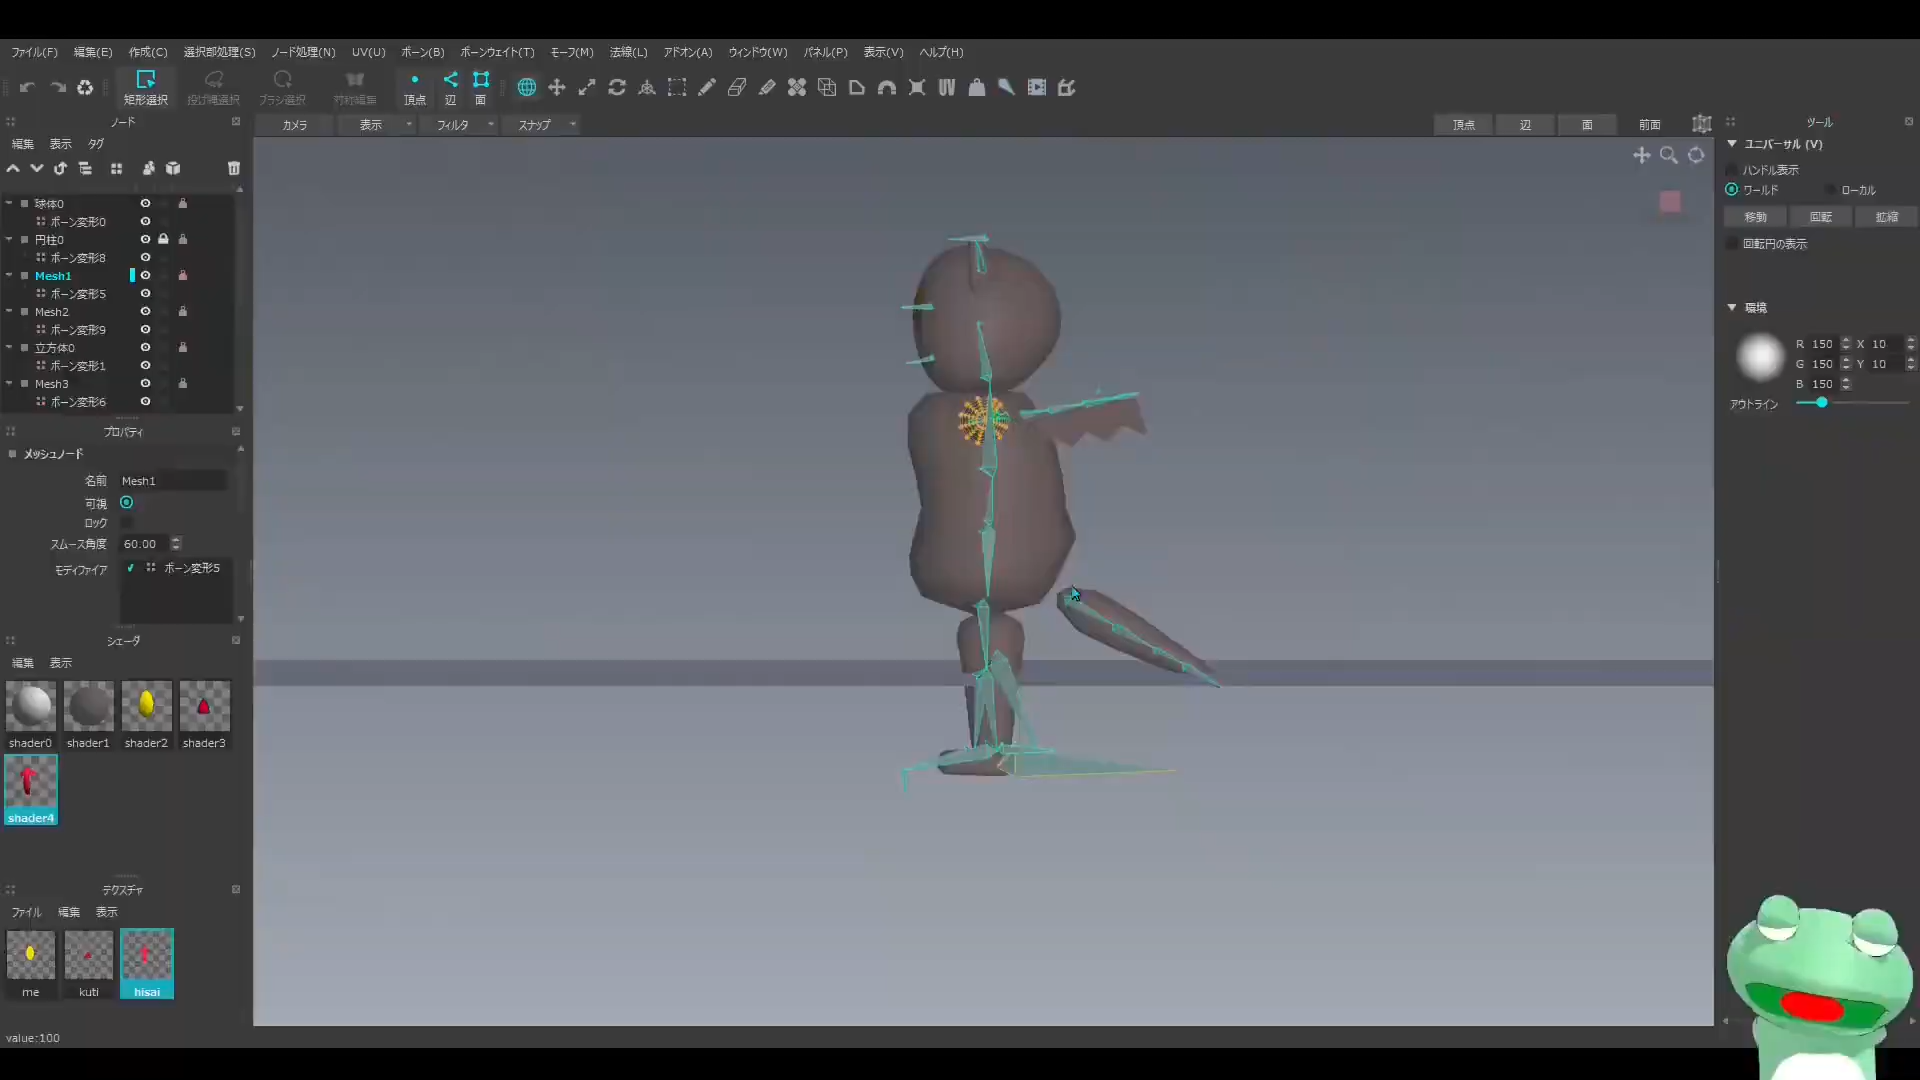 ファイル(F) 編集(E) 作成(C) 選択部処理(S) ノード処理(N) UV(U) ボーン(B) ボーンウェイト(T) モーフ(M) 法線(L) アドオン(A) ウィンドウ(W) パネル(P) 表示(V) ヘルプ(H)
矩形選択 投げ縄選択 ブラシ選択 対称編集 頂点 辺 面
ノード
カメラ 表示 フィルタ スナップ 頂点 辺 面 前面
ツール
編集 表示 タグ
ユニバーサル (V)
ハンドル表示
ワールド ローカル
移動 回転 拡縮
回転円の表示
球体0
ボーン変形0
円柱0
ボーン変形8
Mesh1
ボーン変形5
Mesh2
ボーン変形9
立方体0
ボーン変形1
Mesh3
ボーン変形6
環境
R 150 X 10
G 150 Y 10
B 150
アウトライン
プロパティ
メッシュノード
名前 Mesh1
可視
ロック
スムース角度 60.00
モディファイア ボーン変形5
シェーダ
編集 表示
shader0 shader1 shader2 shader3
shader4
テクスチャ
ファイル 編集 表示
me kuti hisai
value:100